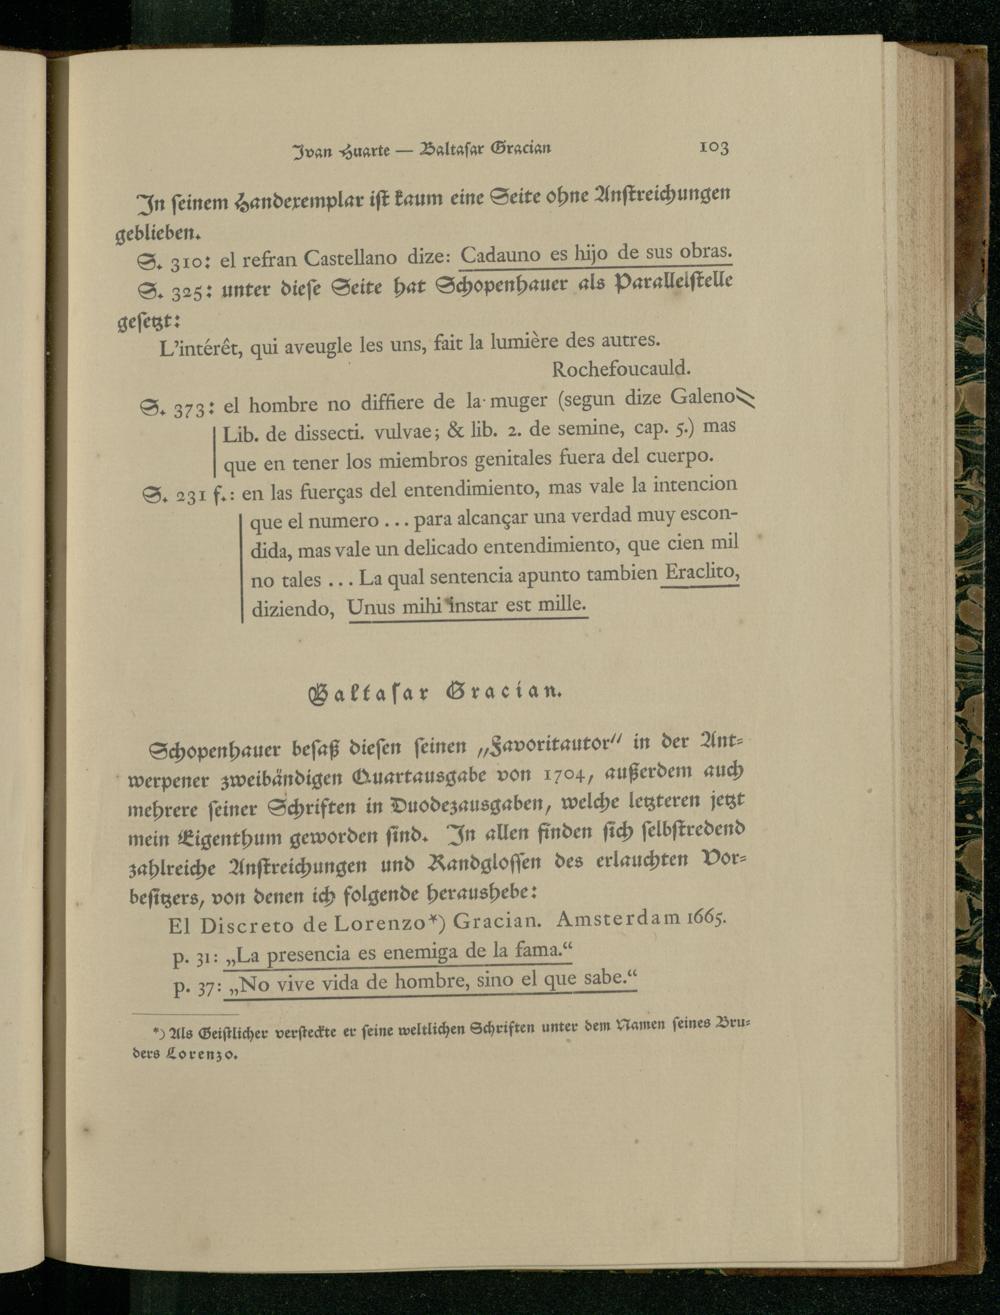 Ivan Huarte — Baltasar Gracian 103
In seinem Handexemplar ist kaum eine Seite ohne Anstreichungen
geblieben.
S. 310: el refran Castellano dize: Cadauno es hijo de sus obras.
S. 325: unter diese Seite hat Schopenhauer als Parallelstelle
gesetzt:
L'intérêt, qui aveugle les uns, fait la lumière des autres.
Rochefoucauld.
S. 373: el hombre no diffiere de la muger (segun dize Galeno
Lib. de dissecti. vulvae; & lib. 2. de semine, cap. 5.) mas
que en tener los miembros genitales fuera del cuerpo.
S. 231 f.: en las fuerças del entendimiento, mas vale la intencion
que el numero ... para alcançar una verdad muy escon-
dida, mas vale un delicado entendimiento, que cien mil
no tales ... La qual sentencia apunto tambien Eraclito,
diziendo, Unus mihi instar est mille.
Baltasar Gracian.
Schopenhauer besaß diesen seinen „Favoritautor“ in der Ant-
werpener zweibändigen Quartausgabe von 1704, außerdem auch
mehrere seiner Schriften in Duodezausgaben, welche letzteren jetzt
mein Eigenthum geworden sind. In allen finden sich selbstredend
zahlreiche Anstreichungen und Randglossen des erlauchten Vor-
besitzers, von denen ich folgende heraushebe:
El Discreto de Lorenzo*) Gracian. Amsterdam 1665.
p. 31: „La presencia es enemiga de la fama.“
p. 37: „No vive vida de hombre, sino el que sabe.“
*) Als Geistlicher versteckte er seine weltlichen Schriften unter dem Namen seines Bru-
ders Lorenzo.